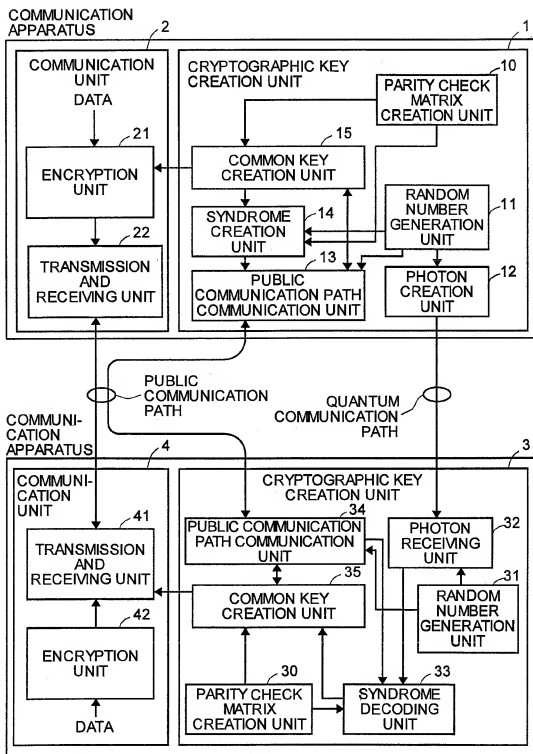 COMMUNICATION
APPARATUS
2
1
COMMUNICATION
UNIT
DATA
CRYPTOGRAPHIC KEY
CREATION UNIT
10
PARITY CHECK
MATRIX
CREATION UNIT
21
ENCRYPTION
UNIT
15
COMMON KEY
CREATION UNIT
14
SYNDROME
CREATION
UNIT
11
RANDOM
NUMBER
GENERATION
UNIT
22
TRANSMISSION
AND
RECEIVING UNIT
13
PUBLIC
COMMUNICATION PATH
COMMUNICATION UNIT
12
PHOTON
CREATION
UNIT
PUBLIC
COMMUNICATION
PATH
QUANTUM
COMMUNICATION
PATH
COMMUNI-
CATION
APPARATUS
4
3
COMMUNI-
CATION
UNIT
CRYPTOGRAPHIC KEY
CREATION UNIT
41
TRANSMISSION
AND
RECEIVING UNIT
34
PUBLIC COMMUNICATION
PATH COMMUNICATION
UNIT
32
PHOTON
RECEIVING
UNIT
35
COMMON KEY
CREATION UNIT
31
RANDOM
NUMBER
GENERATION
UNIT
42
ENCRYPTION
UNIT
DATA
30
PARITY CHECK
MATRIX
CREATION UNIT
33
SYNDROME
DECODING
UNIT